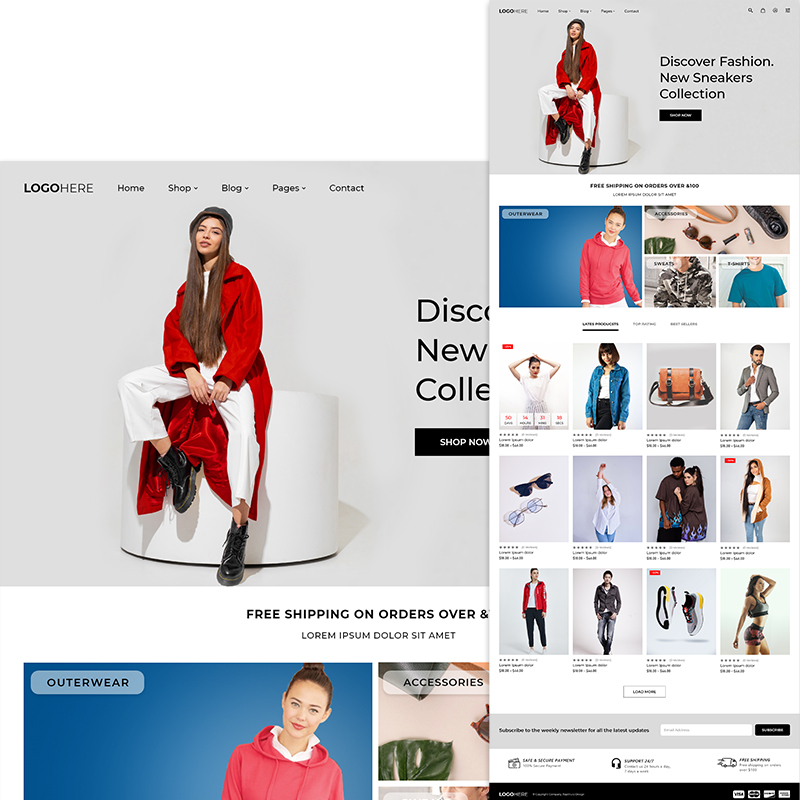 LOGOHERE Home Shop Blog Pages Contact
Discover Fashion.
New Sneakers
Collection
SHOP NOW
FREE SHIPPING ON ORDERS OVER &100
LOREM IPSUM DOLOR SIT AMET
OUTERWEAR
ACCESSORIES
SWEATS
T-SHIRTS
LATES PRODUCETS TOP RATING BEST SELLERS
50 14 31 18
DAYS HOURS MINS SECS
Lorem ipsum dolor Lorem ipsum dolor Lorem ipsum dolor Lorem ipsum dolor
$18.00 – $44.00 $18.00 – $44.00 $18.00 – $44.00 $18.00 – $44.00
Lorem ipsum dolor Lorem ipsum dolor Lorem ipsum dolor Lorem ipsum dolor
$18.00 – $44.00 $18.00 – $44.00 $18.00 – $44.00 $18.00 – $44.00
Lorem ipsum dolor Lorem ipsum dolor Lorem ipsum dolor Lorem ipsum dolor
$18.00 – $44.00 $18.00 – $44.00 $18.00 – $44.00 $18.00 – $44.00
LOAD MORE
Subscribe to the weekly newsletter for all the latest updates
Email Address
SUBSCRIBE
SAFE & SECURE PAYMENT
100% Secure Payment
SUPPORT 24/7
Contact us 24 hours a day,
7 days a week
FREE SHIPPING
Free shipping on orders
over $100
LOGOHERE
VISA
LOGOHERE Home Shop Blog Pages Contact
Disco
New
Colle
SHOP NOW
FREE SHIPPING ON ORDERS OVER &
LOREM IPSUM DOLOR SIT AMET
OUTERWEAR
ACCESSORIES